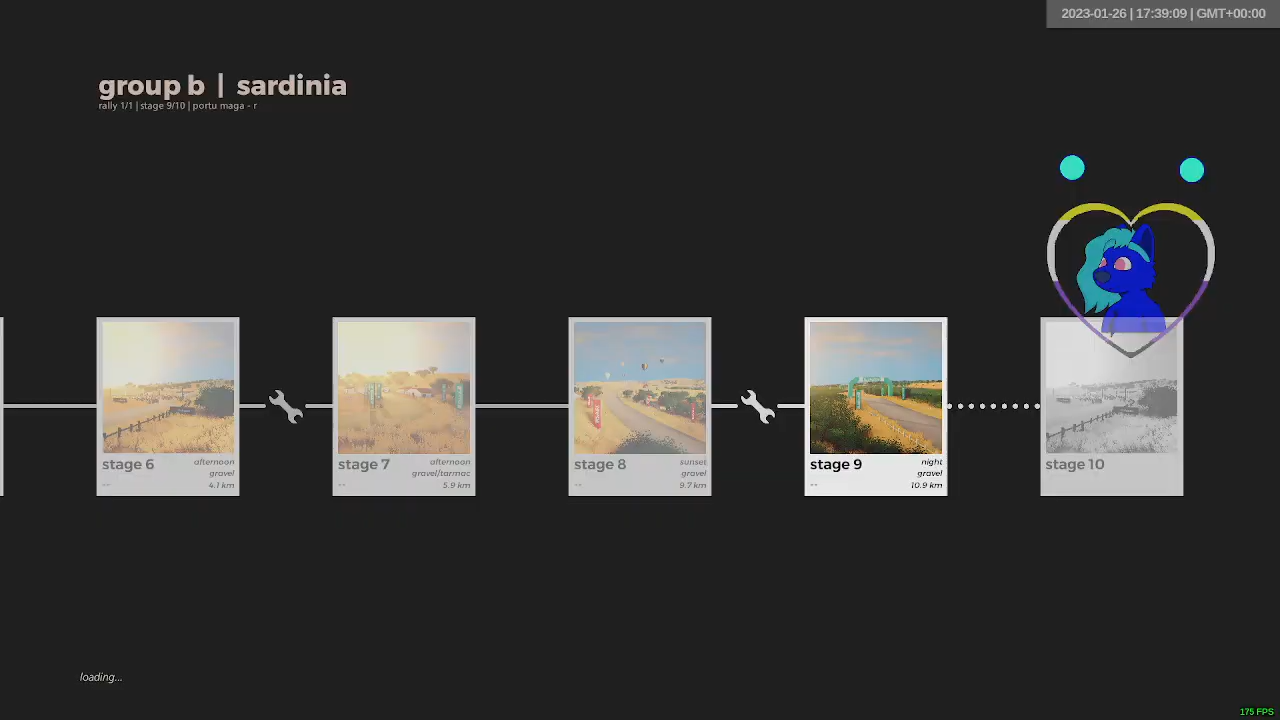 2023-01-26 | 17:39:09 | GMT+00:00
group b | sardinia
rally 1/1 | stage 9/10 | portu maga - r
stage 6
afternoon
gravel
--
4.1 km
stage 7
afternoon
gravel/tarmac
--
5.9 km
stage 8
sunset
gravel
--
9.7 km
stage 9
night
gravel
--
10.9 km
stage 10
loading...
175 FPS